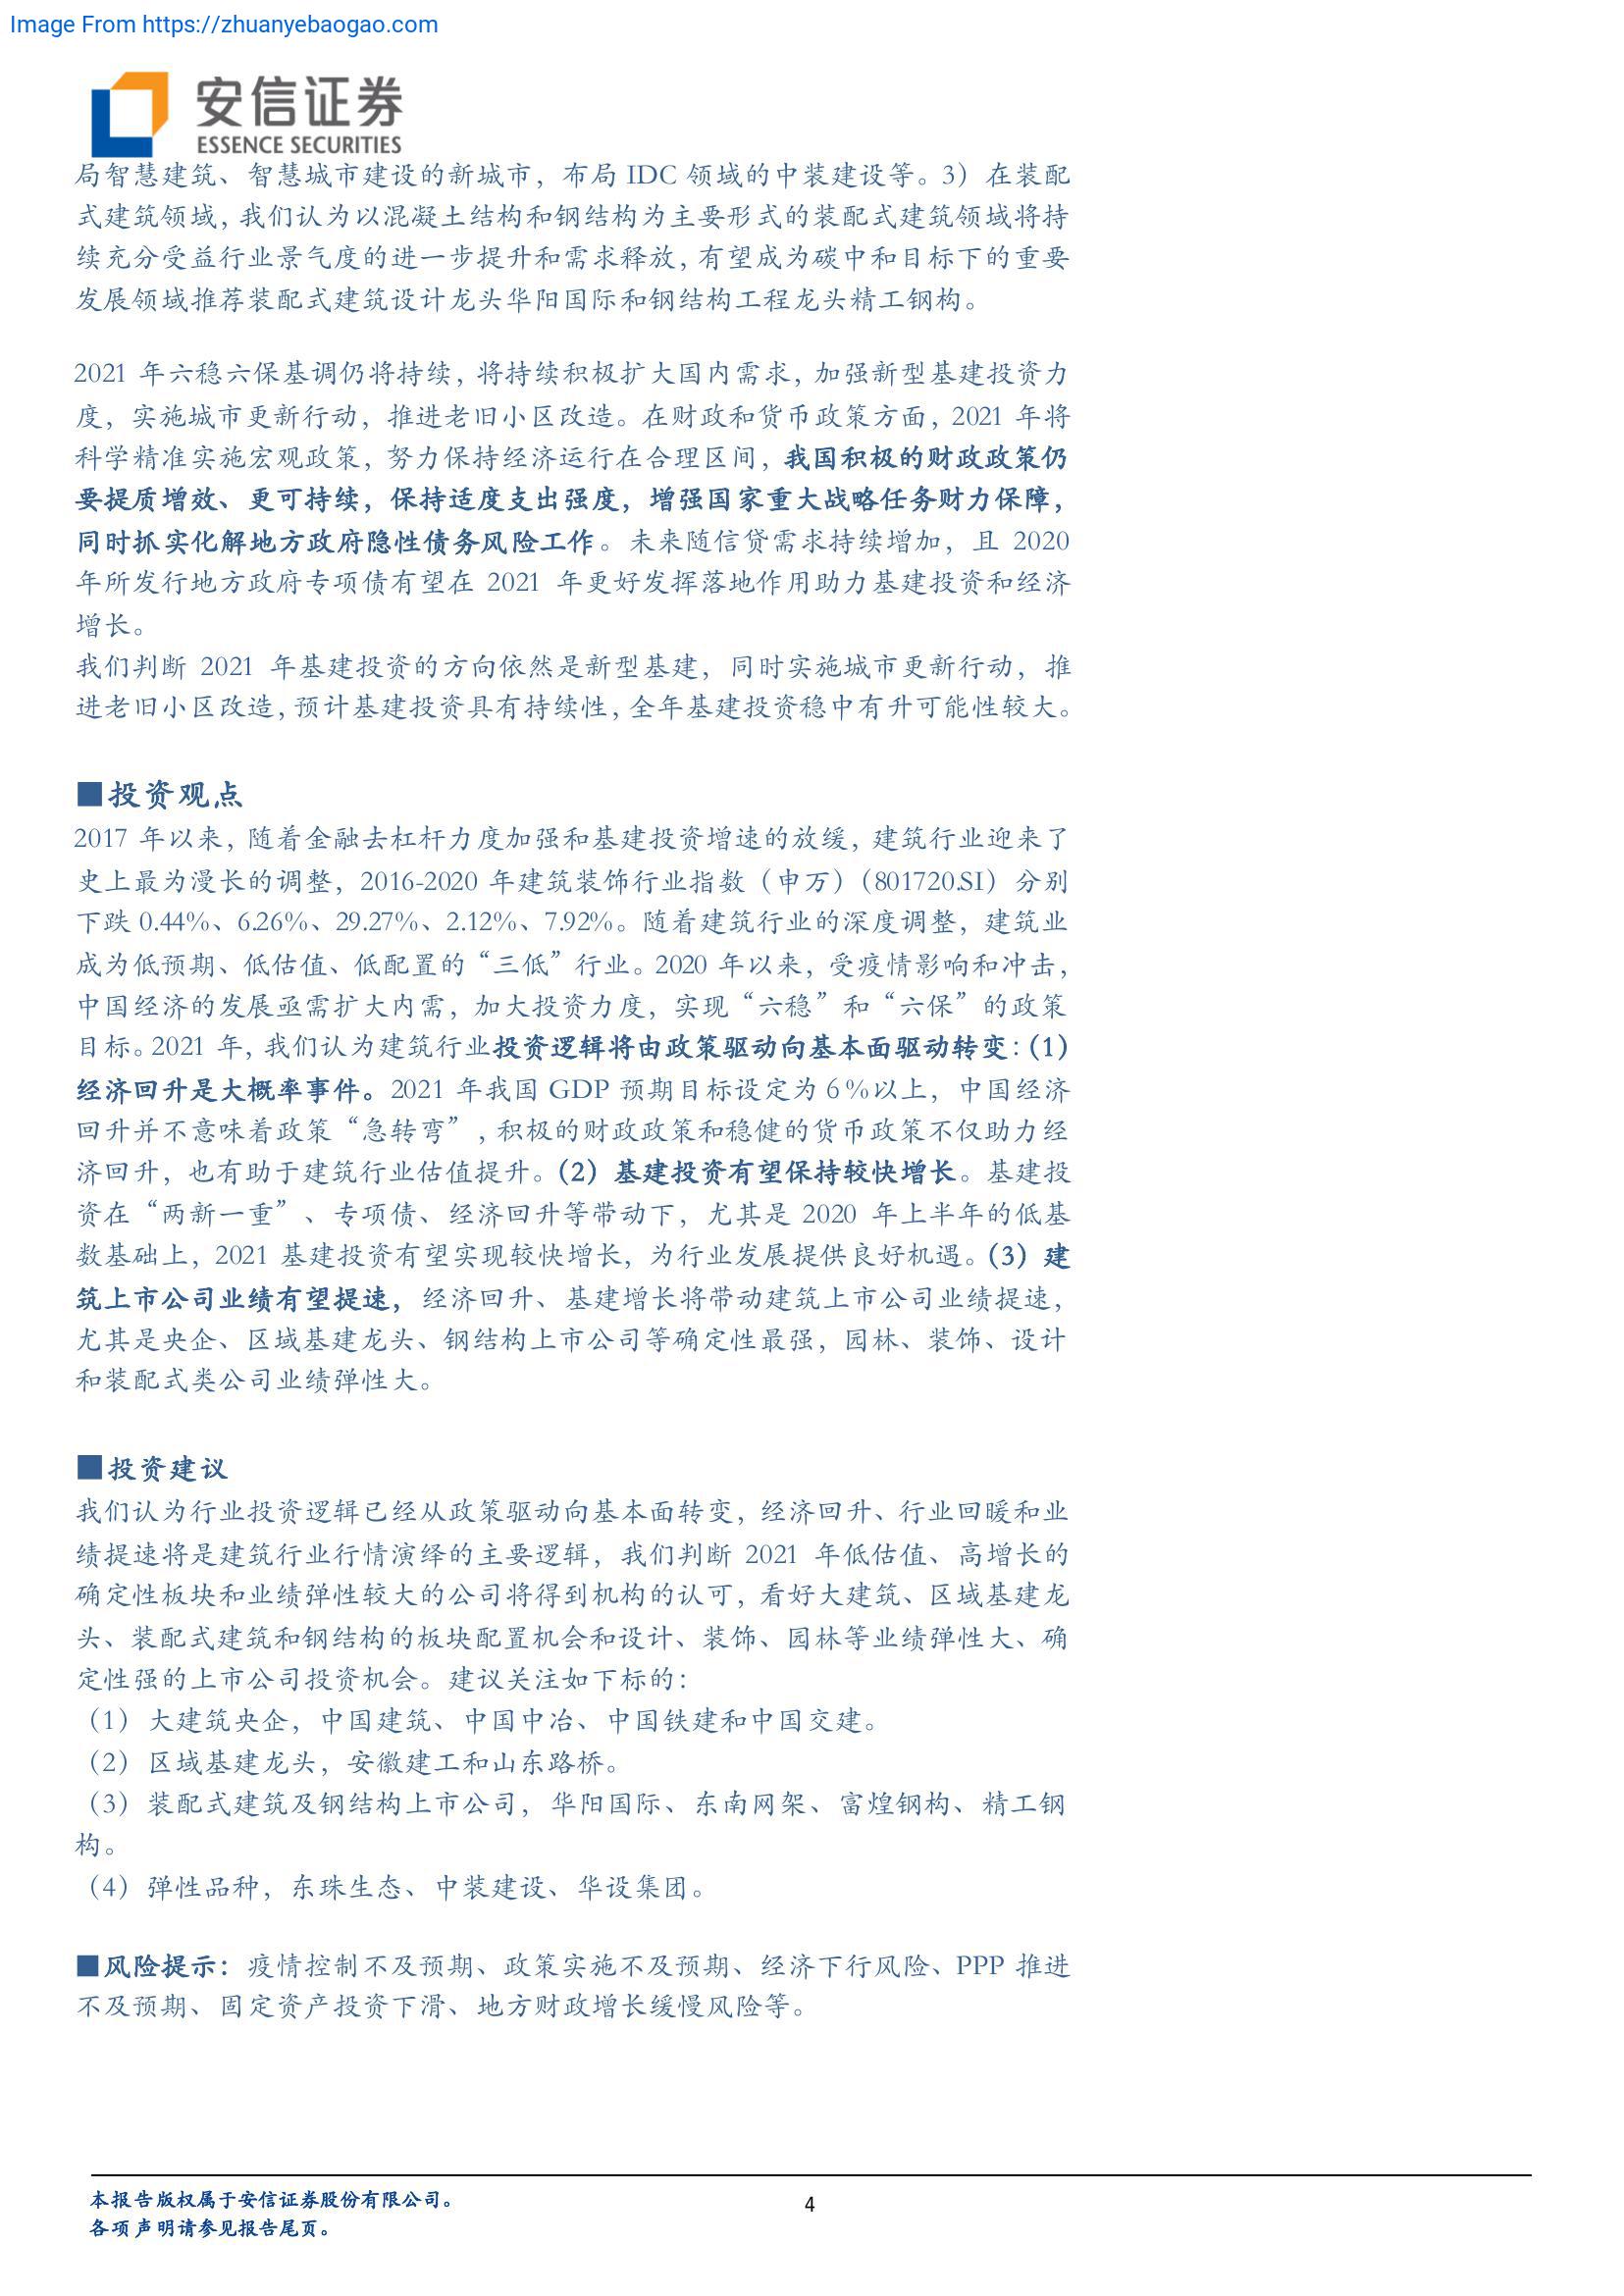 Image From https://zhuanyebaogao.com
安信证券
ESSENCE SECURITIES
局智慧建筑、智慧城市建设的新城市，布局 IDC 领域的中装建设等。3）在装配
式建筑领域，我们认为以混凝土结构和钢结构为主要形式的装配式建筑领域将持
续充分受益行业景气度的进一步提升和需求释放，有望成为碳中和目标下的重要
发展领域推荐装配式建筑设计龙头华阳国际和钢结构工程龙头精工钢构。
2021 年六稳六保基调仍将持续，将持续积极扩大国内需求，加强新型基建投资力
度，实施城市更新行动，推进老旧小区改造。在财政和货币政策方面，2021 年将
科学精准实施宏观政策，努力保持经济运行在合理区间，我国积极的财政政策仍
要提质增效、更可持续，保持适度支出强度，增强国家重大战略任务财力保障，
同时抓实化解地方政府隐性债务风险工作。未来随信贷需求持续增加，且 2020
年所发行地方政府专项债有望在 2021 年更好发挥落地作用助力基建投资和经济
增长。
我们判断 2021 年基建投资的方向依然是新型基建，同时实施城市更新行动，推
进老旧小区改造，预计基建投资具有持续性，全年基建投资稳中有升可能性较大。
■投资观点
2017 年以来，随着金融去杠杆力度加强和基建投资增速的放缓，建筑行业迎来了
史上最为漫长的调整，2016-2020 年建筑装饰行业指数（申万）（801720.SI）分别
下跌 0.44%、6.26%、29.27%、2.12%、7.92%。随着建筑行业的深度调整，建筑业
成为低预期、低估值、低配置的“三低”行业。2020 年以来，受疫情影响和冲击，
中国经济的发展亟需扩大内需，加大投资力度，实现“六稳”和“六保”的政策
目标。2021 年，我们认为建筑行业投资逻辑将由政策驱动向基本面驱动转变：（1）
经济回升是大概率事件。2021 年我国 GDP 预期目标设定为 6%以上，中国经济
回升并不意味着政策“急转弯”，积极的财政政策和稳健的货币政策不仅助力经
济回升，也有助于建筑行业估值提升。（2）基建投资有望保持较快增长。基建投
资在“两新一重”、专项债、经济回升等带动下，尤其是 2020 年上半年的低基
数基础上，2021 基建投资有望实现较快增长，为行业发展提供良好机遇。（3）建
筑上市公司业绩有望提速，经济回升、基建增长将带动建筑上市公司业绩提速，
尤其是央企、区域基建龙头、钢结构上市公司等确定性最强，园林、装饰、设计
和装配式类公司业绩弹性大。
■投资建议
我们认为行业投资逻辑已经从政策驱动向基本面转变，经济回升、行业回暖和业
绩提速将是建筑行业行情演绎的主要逻辑，我们判断 2021 年低估值、高增长的
确定性板块和业绩弹性较大的公司将得到机构的认可，看好大建筑、区域基建龙
头、装配式建筑和钢结构的板块配置机会和设计、装饰、园林等业绩弹性大、确
定性强的上市公司投资机会。建议关注如下标的：
（1）大建筑央企，中国建筑、中国中冶、中国铁建和中国交建。
（2）区域基建龙头，安徽建工和山东路桥。
（3）装配式建筑及钢结构上市公司，华阳国际、东南网架、富煌钢构、精工钢
构。
（4）弹性品种，东珠生态、中装建设、华设集团。
■风险提示：疫情控制不及预期、政策实施不及预期、经济下行风险、PPP 推进
不及预期、固定资产投资下滑、地方财政增长缓慢风险等。
本报告版权属于安信证券股份有限公司。
4
各项声明请参见报告尾页。